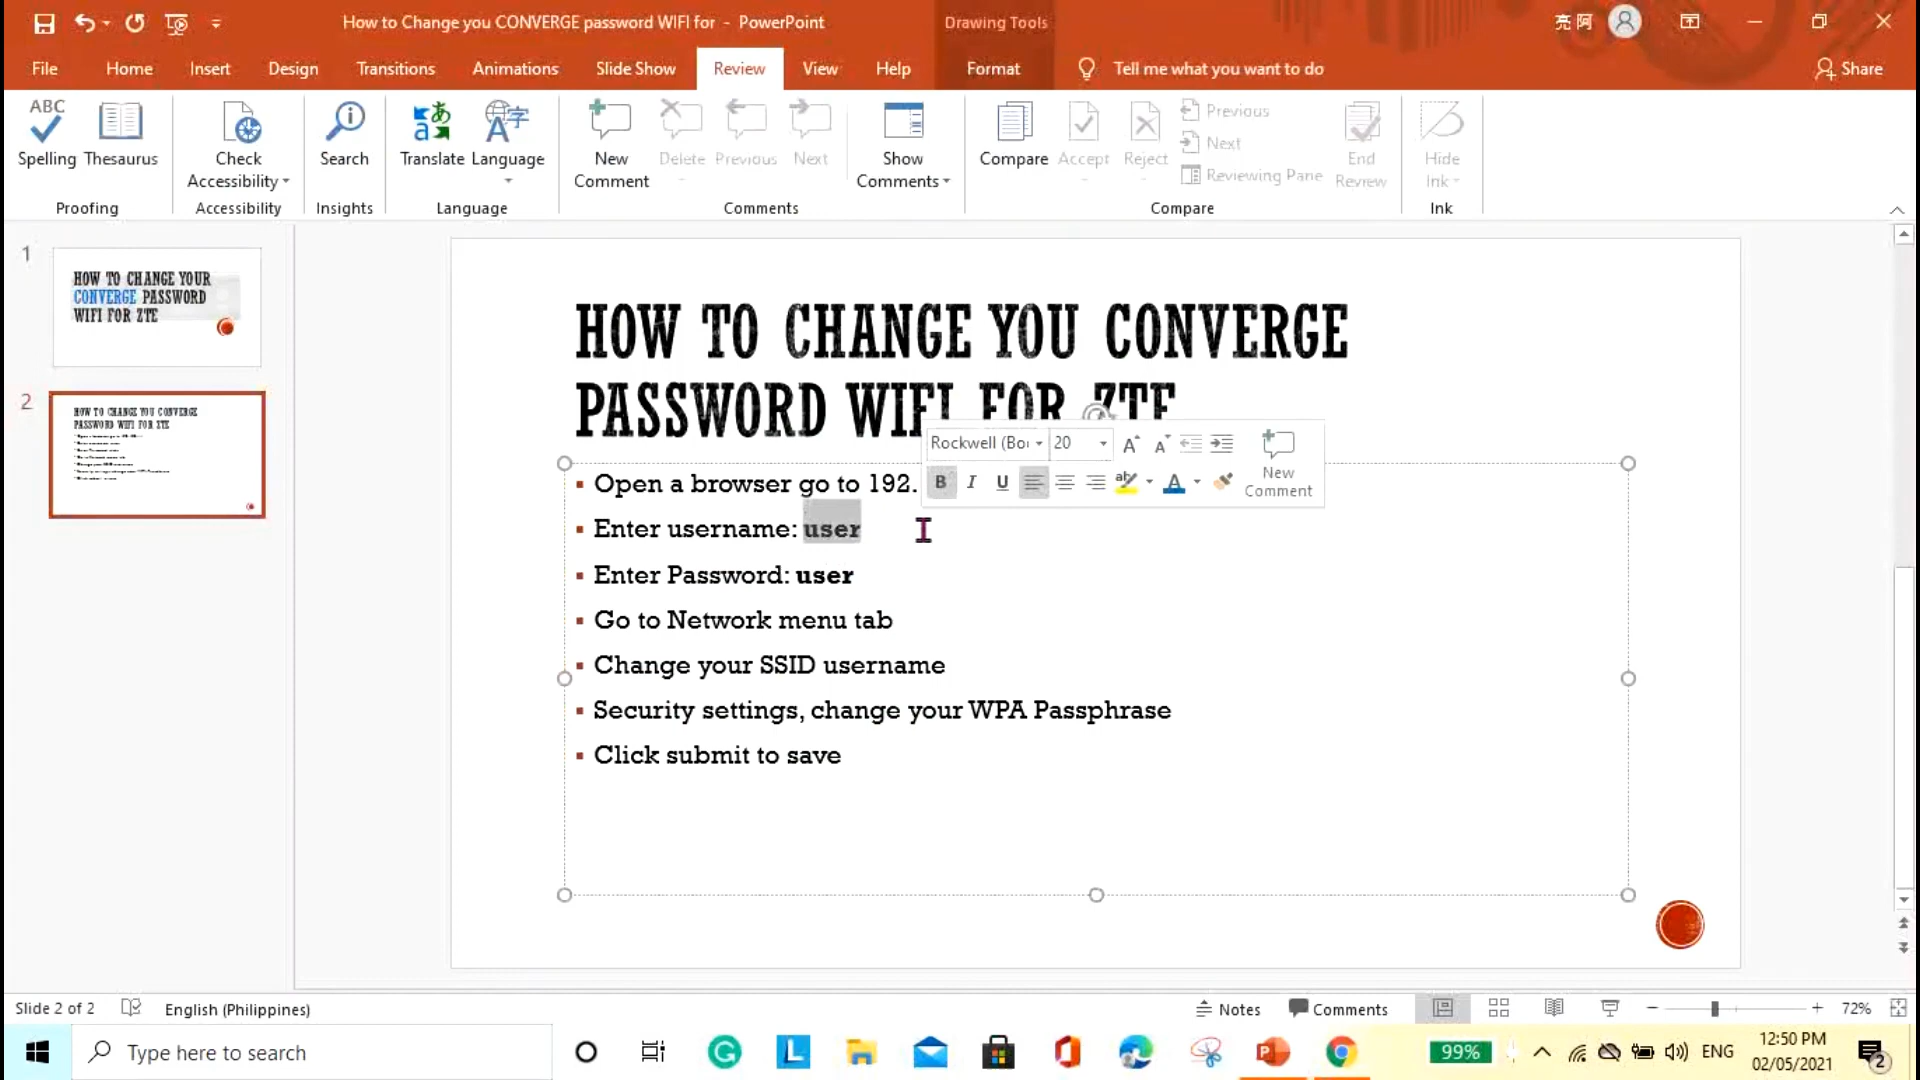 How to Change you CONVERGE password WIFI for - PowerPoint
Drawing Tools
亮 阿
File Home Insert Design Transitions Animations Slide Show Review View Help Format Tell me what you want to do Share
ABC
Spelling Thesaurus
Check Accessibility
Search
Translate Language
New Comment
Delete Previous Next
Show Comments
Compare Accept Reject
Previous
Next
Reviewing Pane
End Review
Hide Ink
Proofing Accessibility Insights Language Comments Compare Ink
1
HOW TO CHANGE YOUR
CONVERGE PASSWORD
WIFI FOR ZTE
2
HOW TO CHANGE YOU CONVERGE
PASSWORD WIFI FOR ZTE
HOW TO CHANGE YOU CONVERGE
PASSWORD WIFI FOR ZTE
Rockwell (Bo 20
B I U
New Comment
Open a browser go to 192.
Enter username: user
Enter Password: user
Go to Network menu tab
Change your SSID username
Security settings, change your WPA Passphrase
Click submit to save
Slide 2 of 2 English (Philippines) Notes Comments 72%
Type here to search
99% ENG
12:50 PM
02/05/2021
2